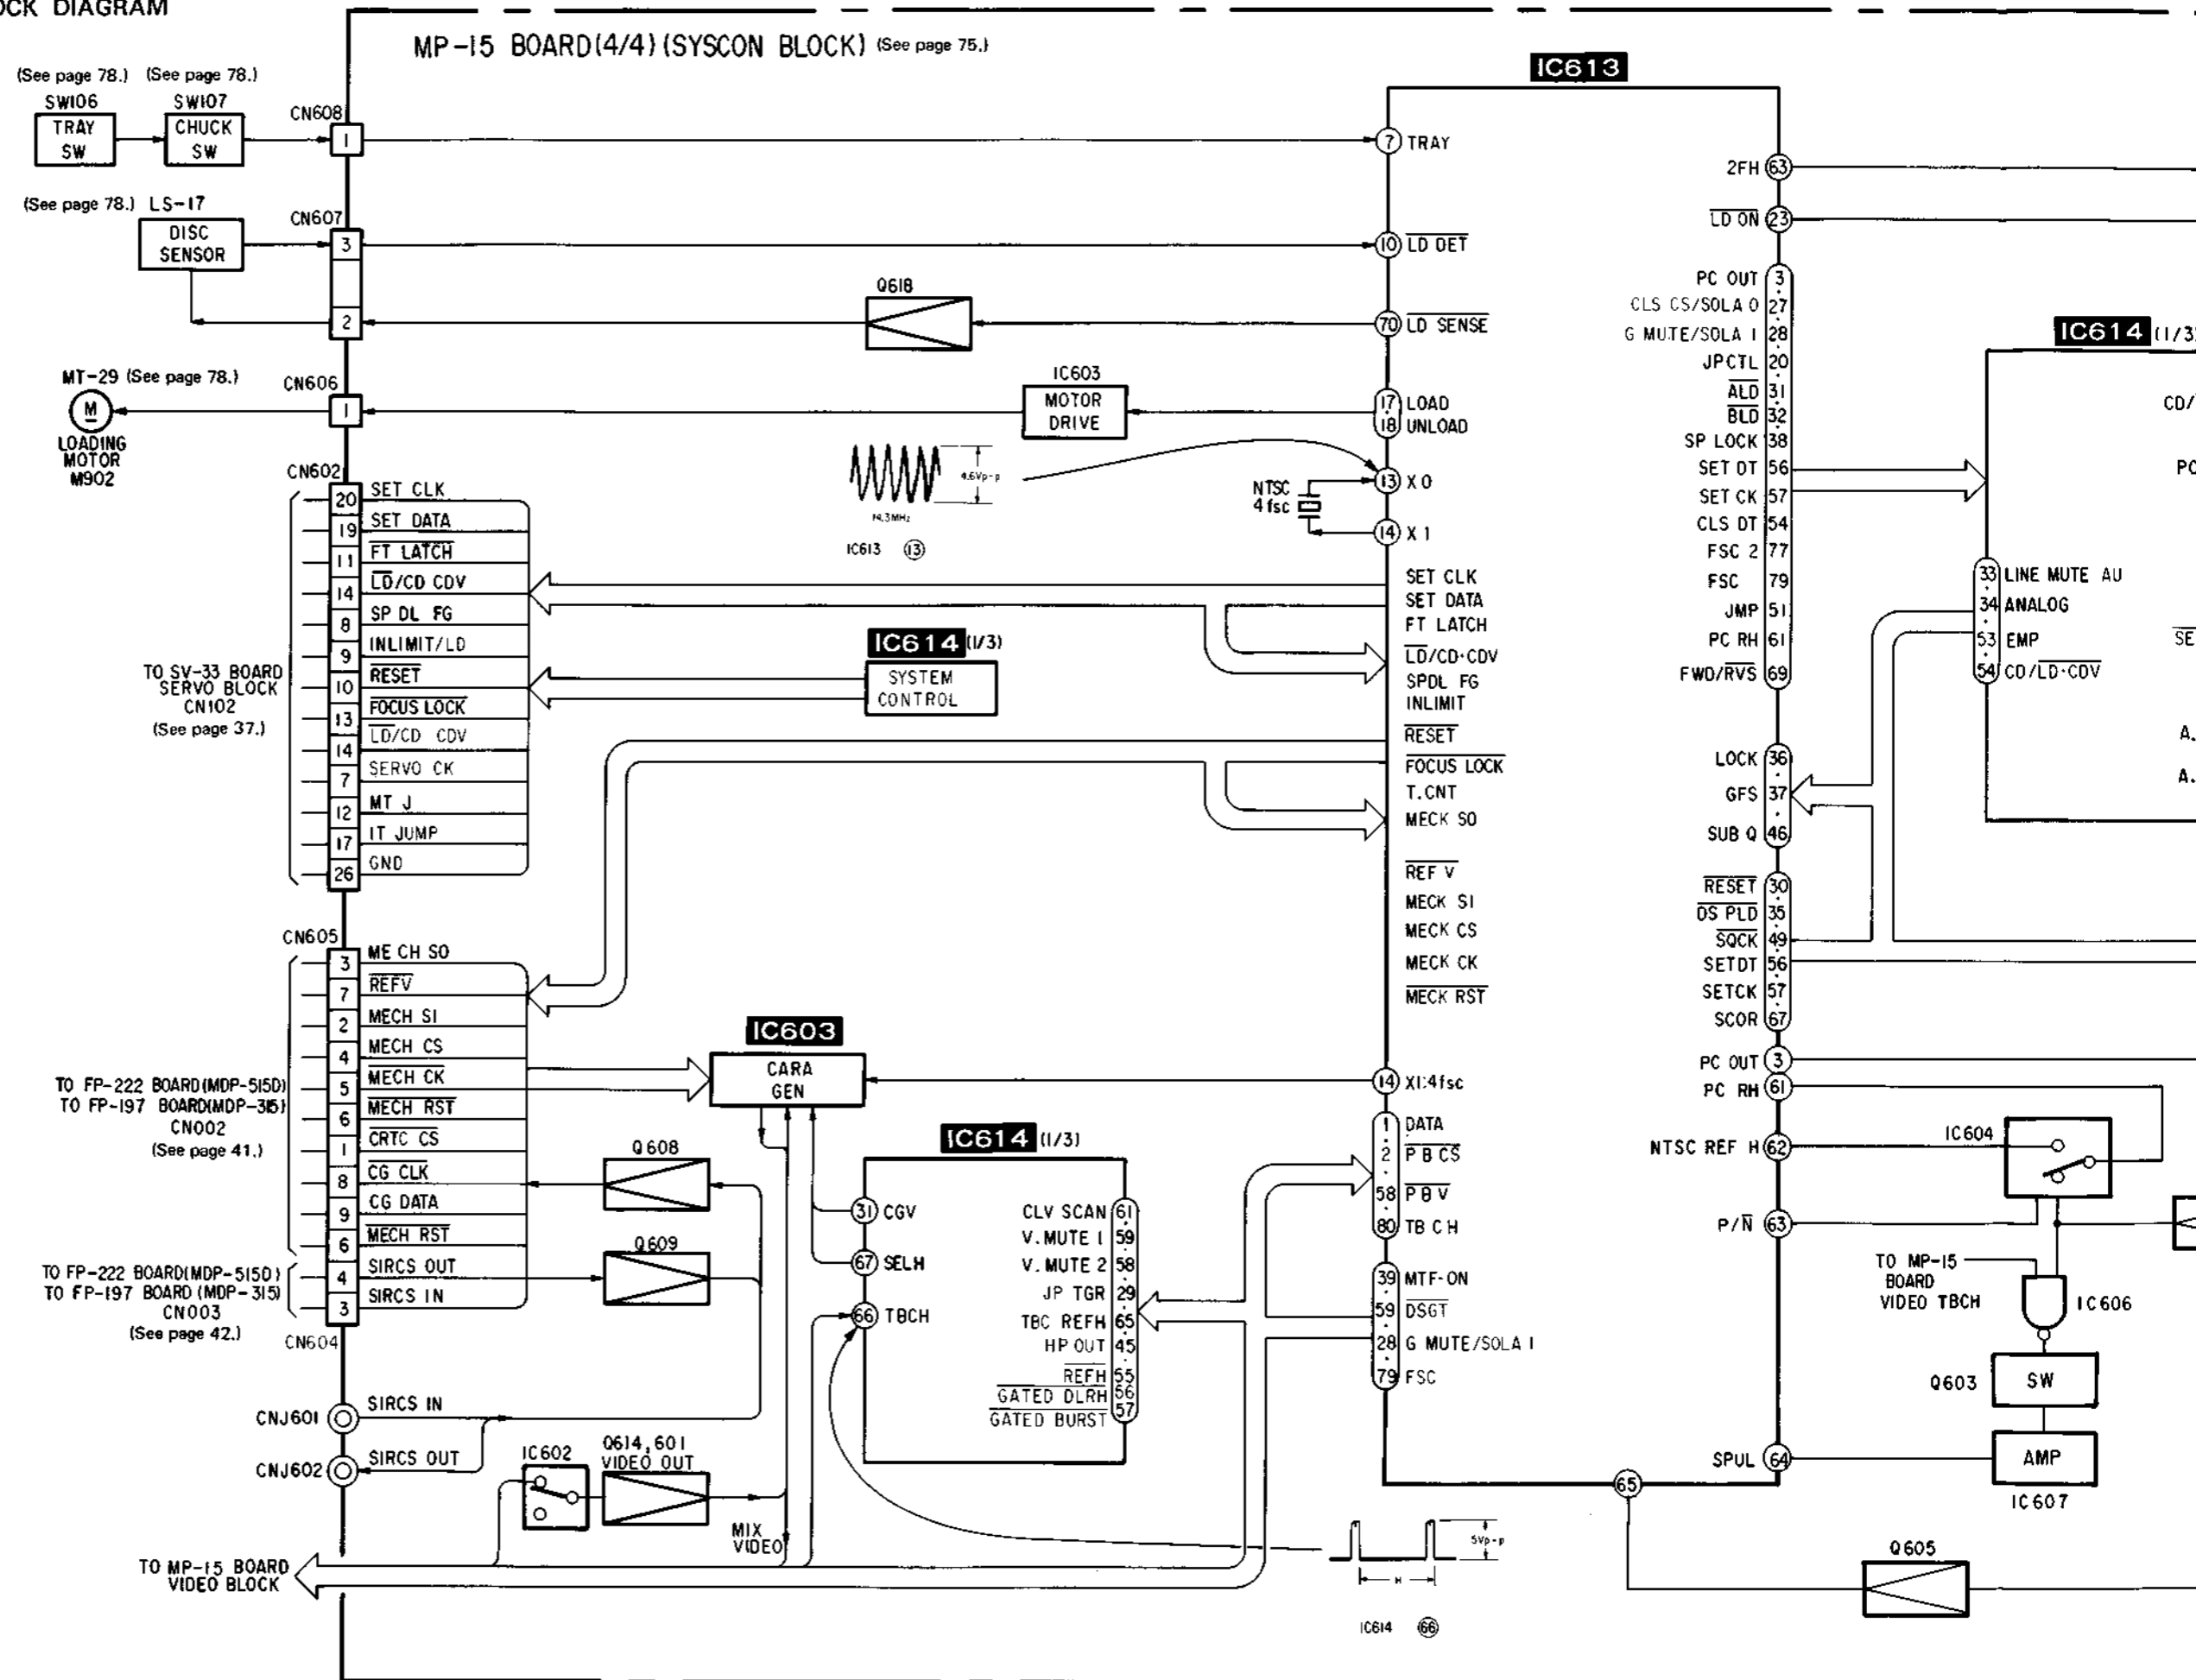 OCK DIAGRAM
MP-15 BOARD(4/4)(SYSCON BLOCK) (See page 75.)
(See page 78.) (See page 78.)
SW106 SW107
TRAY SW
CHUCK SW
CN608
1
(See page 78.) LS-17
DISC SENSOR
CN607
3
2
Q618
MT-29 (See page 78.)
M
LOADING MOTOR M902
CN606
1
IC603
MOTOR DRIVE
4.6Vp-p
14.3MHz
IC613 13
NTSC 4fsc
CN602
20 SET CLK
19 SET DATA
11 FT LATCH
14 LD/CD CDV
8 SP DL FG
9 INLIMIT/LD
10 RESET
13 FOCUS LOCK
14 LD/CD CDV
7 SERVO CK
12 MT J
17 IT JUMP
26 GND
TO SV-33 BOARD
SERVO BLOCK
CN102
(See page 37.)
IC614 (1/3)
SYSTEM CONTROL
CN605
3 ME CH SO
7 REFV
2 MECH SI
4 MECH CS
5 MECH CK
6 MECH RST
1 CRTC CS
8 CG CLK
9 CG DATA
6 MECH RST
4 SIRCS OUT
3 SIRCS IN
CN604
TO FP-222 BOARD(MDP-515D)
TO FP-197 BOARD(MDP-315)
CN002
(See page 41.)
TO FP-222 BOARD(MDP-515D)
TO FP-197 BOARD (MDP-315)
CN003
(See page 42.)
IC603
CARA GEN
Q608
Q609
CNJ601 SIRCS IN
CNJ602 SIRCS OUT
IC602
Q614,601
VIDEO OUT
MIX VIDEO
TO MP-15 BOARD
VIDEO BLOCK
IC614 (1/3)
31 CGV
67 SELH
66 TBCH
CLV SCAN 61
V.MUTE 1 59
V.MUTE 2 58
JP TGR 29
TBC REFH 65
HP OUT 45
REFH 55
GATED DLRH 56
GATED BURST 57
5Vp-p
H
IC614 66
IC613
7 TRAY
10 LD DET
70 LD SENSE
17 LOAD
18 UNLOAD
13 X0
14 X1
SET CLK
SET DATA
FT LATCH
LD/CD·CDV
SPDL FG
INLIMIT
RESET
FOCUS LOCK
T.CNT
MECK SO
REF V
MECK SI
MECK CS
MECK CK
MECK RST
14 X1:4fsc
1 DATA
2 PB CS
58 PB V
80 TB C H
39 MTF-ON
59 DSGT
28 G MUTE/SOLA 1
79 FSC
2FH 63
LD ON 23
PC OUT 3
CLS CS/SOLA 0 27
G MUTE/SOLA 1 28
JPCTL 20
ALD 31
BLD 32
SP LOCK 38
SET DT 56
SET CK 57
CLS DT 54
FSC 2 77
FSC 79
JMP 51
PC RH 61
FWD/RVS 69
LOCK 36
GFS 37
SUB Q 46
RESET 30
DS PLD 35
SQCK 49
SETDT 56
SETCK 57
SCOR 67
PC OUT 3
PC RH 61
NTSC REF H 62
P/N 63
SPUL 64
65
IC614 (1/3
CD/
PC
33 LINE MUTE AU
34 ANALOG
53 EMP
54 CD/LD·CDV
SE
A.
A.
IC604
TO MP-15
BOARD
VIDEO TBCH
IC606
Q603 SW
AMP
IC607
Q605